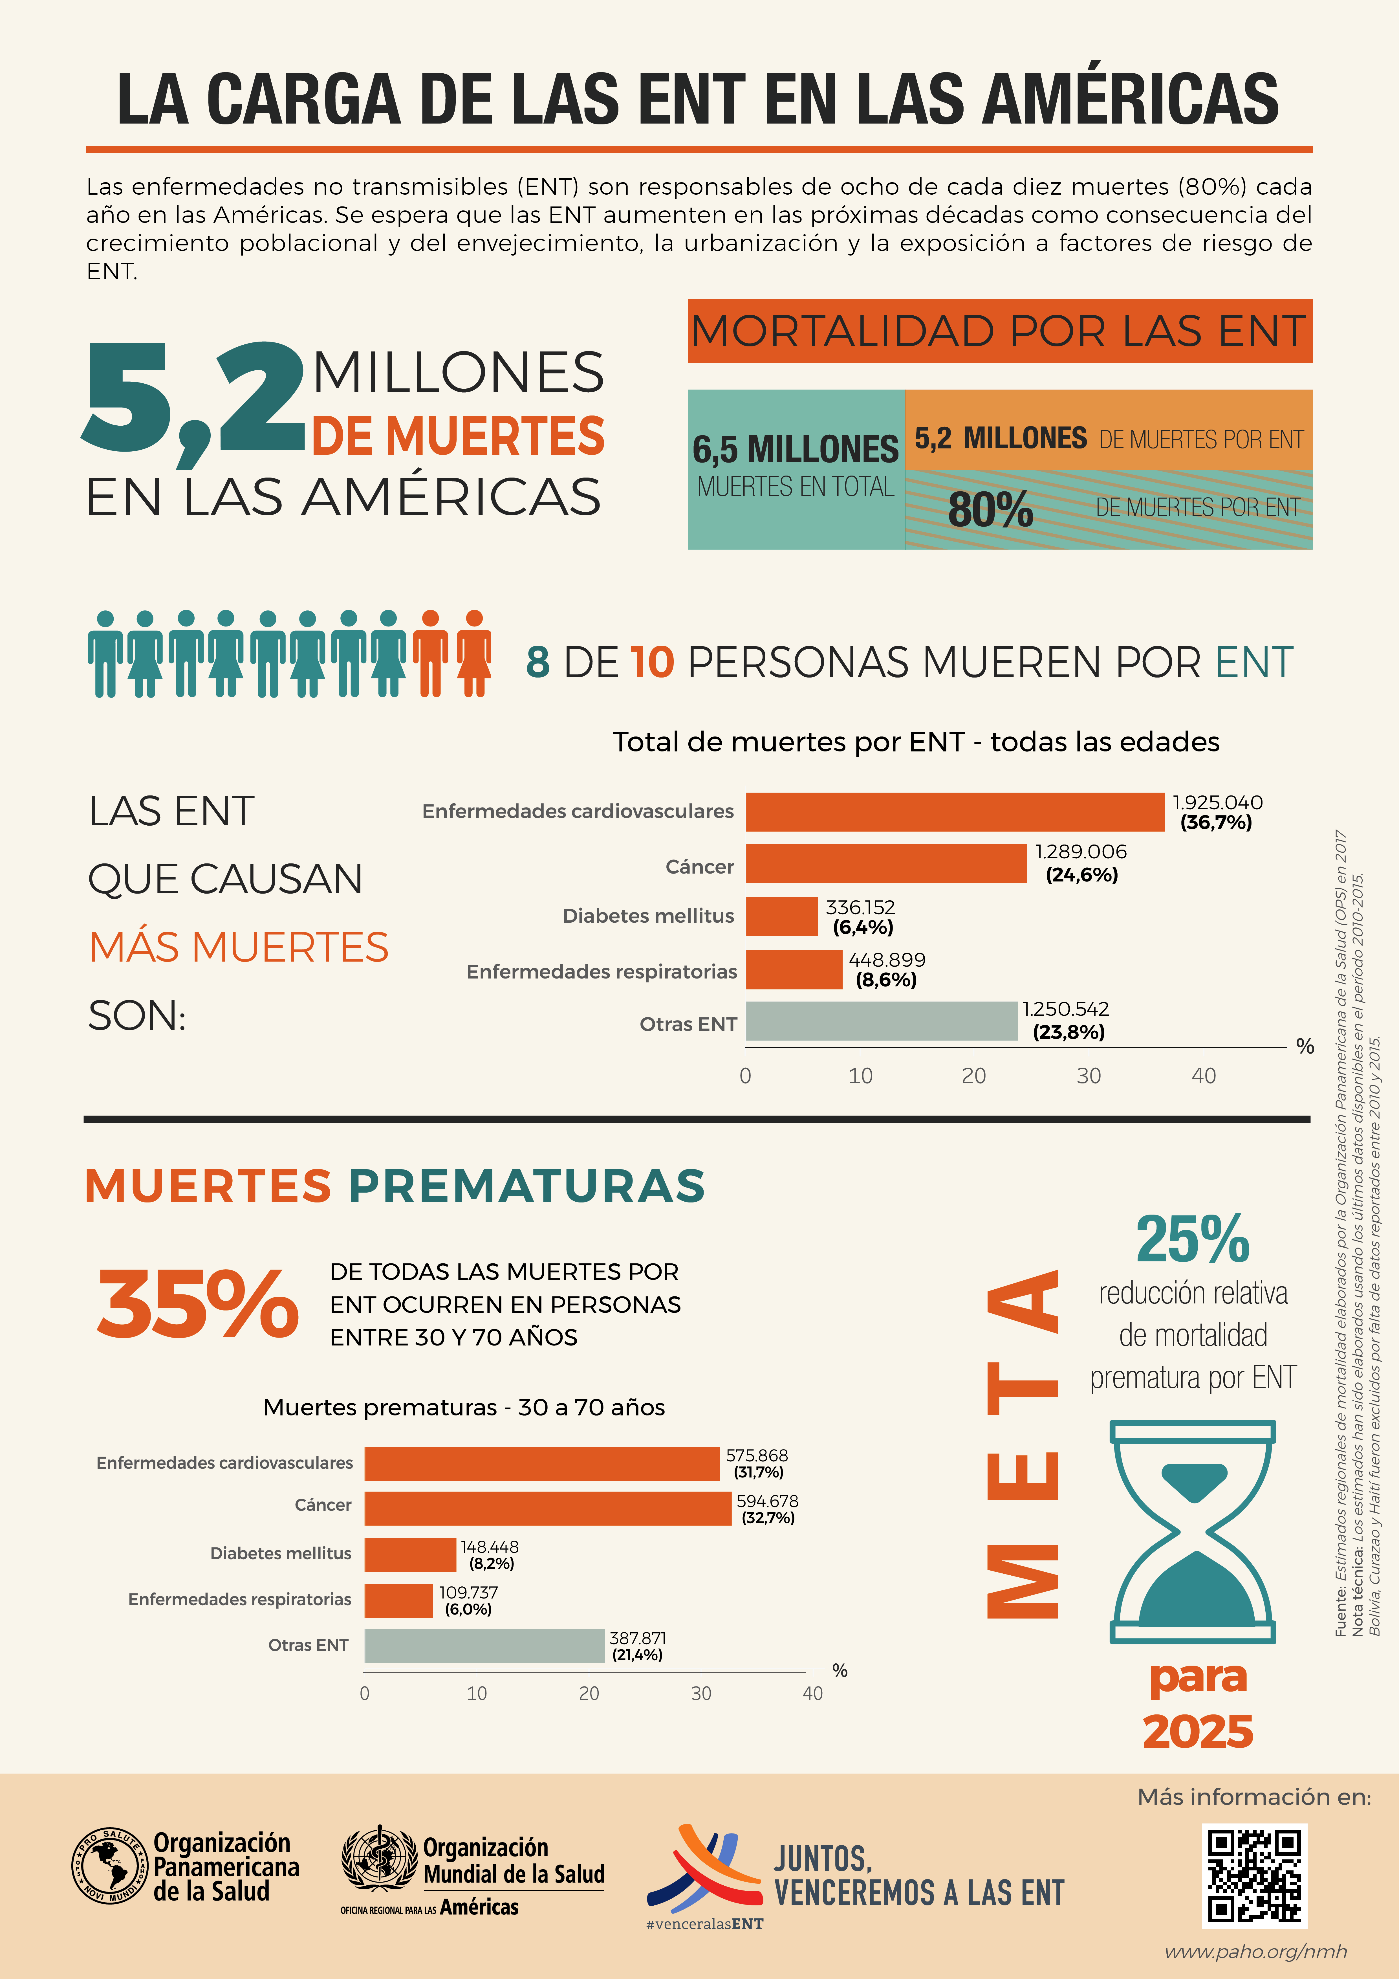 LA CARGA DE LAS ENT EN LAS AMÉRICAS
Las enfermedades no transmisibles (ENT) son responsables de ocho de cada diez muertes (80%) cada
año en las Américas. Se espera que las ENT aumenten en las próximas décadas como consecuencia del
crecimiento poblacional y del envejecimiento, la urbanización y la exposición a factores de riesgo de
ENT.
5,2 MILLONES
DE MUERTES
EN LAS AMÉRICAS
MORTALIDAD POR LAS ENT
6,5 MILLONES
MUERTES EN TOTAL
5,2 MILLONES DE MUERTES POR ENT
80% DE MUERTES POR ENT
8 DE 10 PERSONAS MUEREN POR ENT
LAS ENT
QUE CAUSAN
MÁS MUERTES
SON:
Total de muertes por ENT - todas las edades
Enfermedades cardiovasculares
1.925.040
(36,7%)
Cáncer
1.289.006
(24,6%)
Diabetes mellitus
336.152
(6,4%)
Enfermedades respiratorias
448.899
(8,6%)
Otras ENT
1.250.542
(23,8%)
%
0 10 20 30 40
MUERTES PREMATURAS
35%
DE TODAS LAS MUERTES POR
ENT OCURREN EN PERSONAS
ENTRE 30 Y 70 AÑOS
Muertes prematuras - 30 a 70 años
Enfermedades cardiovasculares
575.868
(31,7%)
Cáncer
594.678
(32,7%)
Diabetes mellitus
148.448
(8,2%)
Enfermedades respiratorias
109.737
(6,0%)
Otras ENT
387.871
(21,4%)
%
0 10 20 30 40
META
25%
reducción relativa
de mortalidad
prematura por ENT
para
2025
Fuente: Estimados regionales de mortalidad elaborados por la Organización Panamericana de la Salud (OPS) en 2017
Nota técnica: Los estimados han sido elaborados usando los últimos datos disponibles en el período 2010-2015.
Bolivia, Curazao y Haití fueron excluidos por falta de datos reportados entre 2010 y 2015.
PRO SALUTE
NOVI MUNDI
Organización
Panamericana
de la Salud
Organización
Mundial de la Salud
OFICINA REGIONAL PARA LAS Américas
#venceralasENT
JUNTOS,
VENCEREMOS A LAS ENT
Más información en:
www.paho.org/nmh